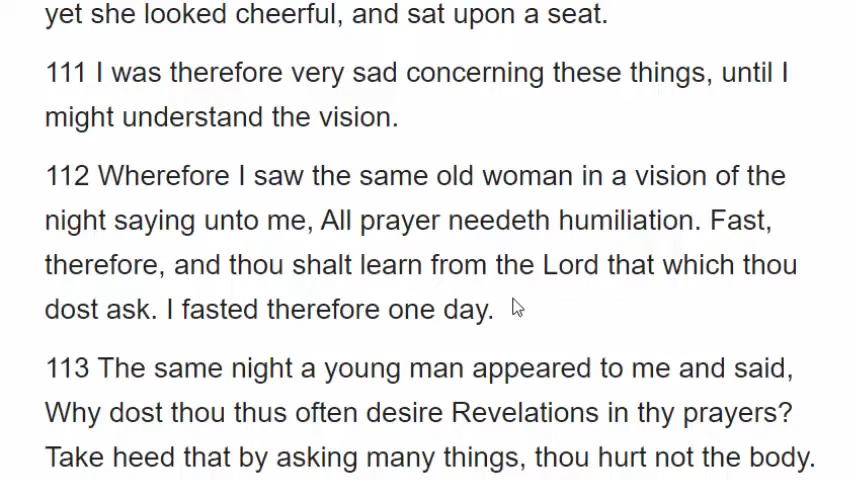 yet she looked cheerful, and sat upon a seat.
111 I was therefore very sad concerning these things, until I
might understand the vision.
112 Wherefore I saw the same old woman in a vision of the
night saying unto me, All prayer needeth humiliation. Fast,
therefore, and thou shalt learn from the Lord that which thou
dost ask. I fasted therefore one day.
113 The same night a young man appeared to me and said,
Why dost thou thus often desire Revelations in thy prayers?
Take heed that by asking many things, thou hurt not the body.